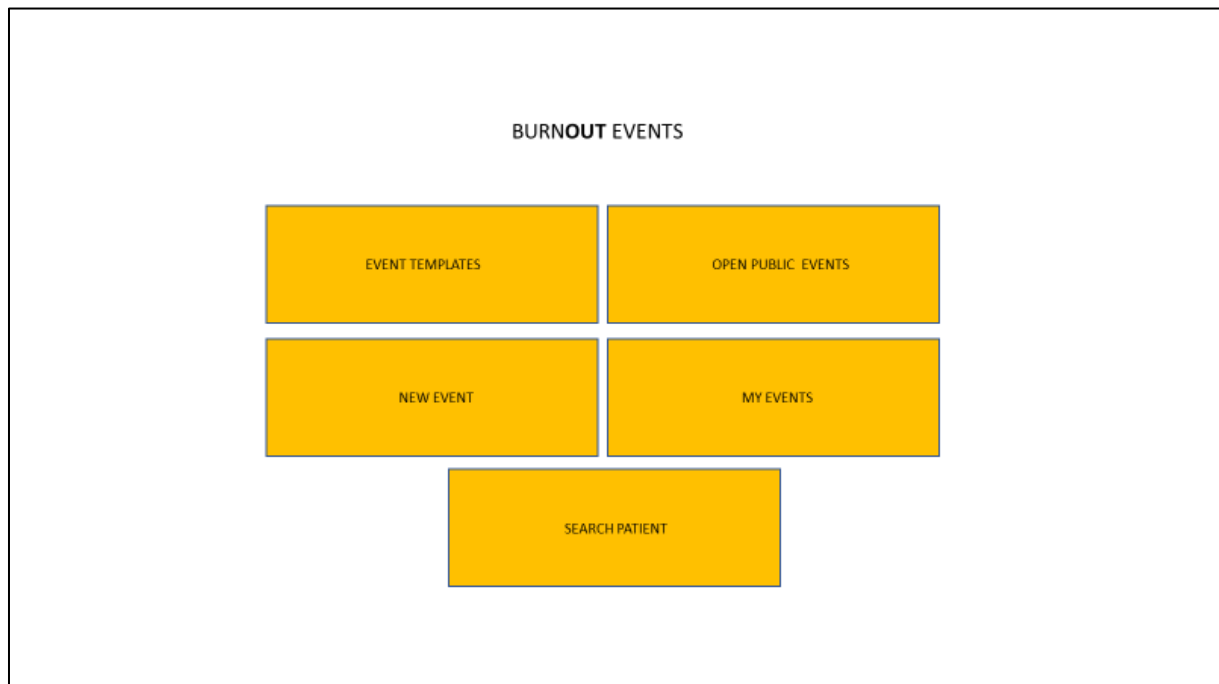 BURNOUT EVENTS
EVENT TEMPLATES
OPEN PUBLIC EVENTS
NEW EVENT
MY EVENTS
SEARCH PATIENT